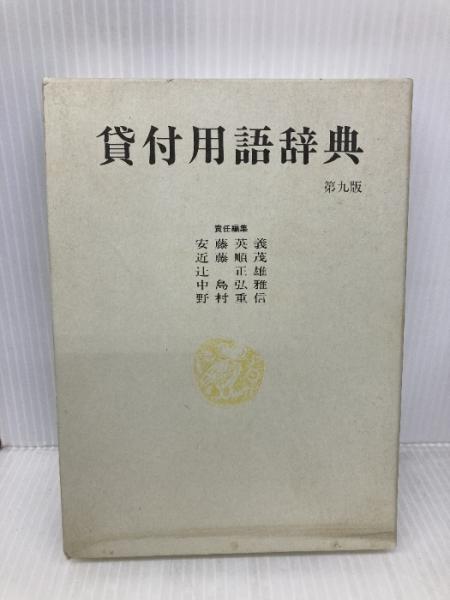 貸付用語辞典
第九版
責任編集
安藤英義
近藤順茂
辻正雄
中島弘雅
野村重信